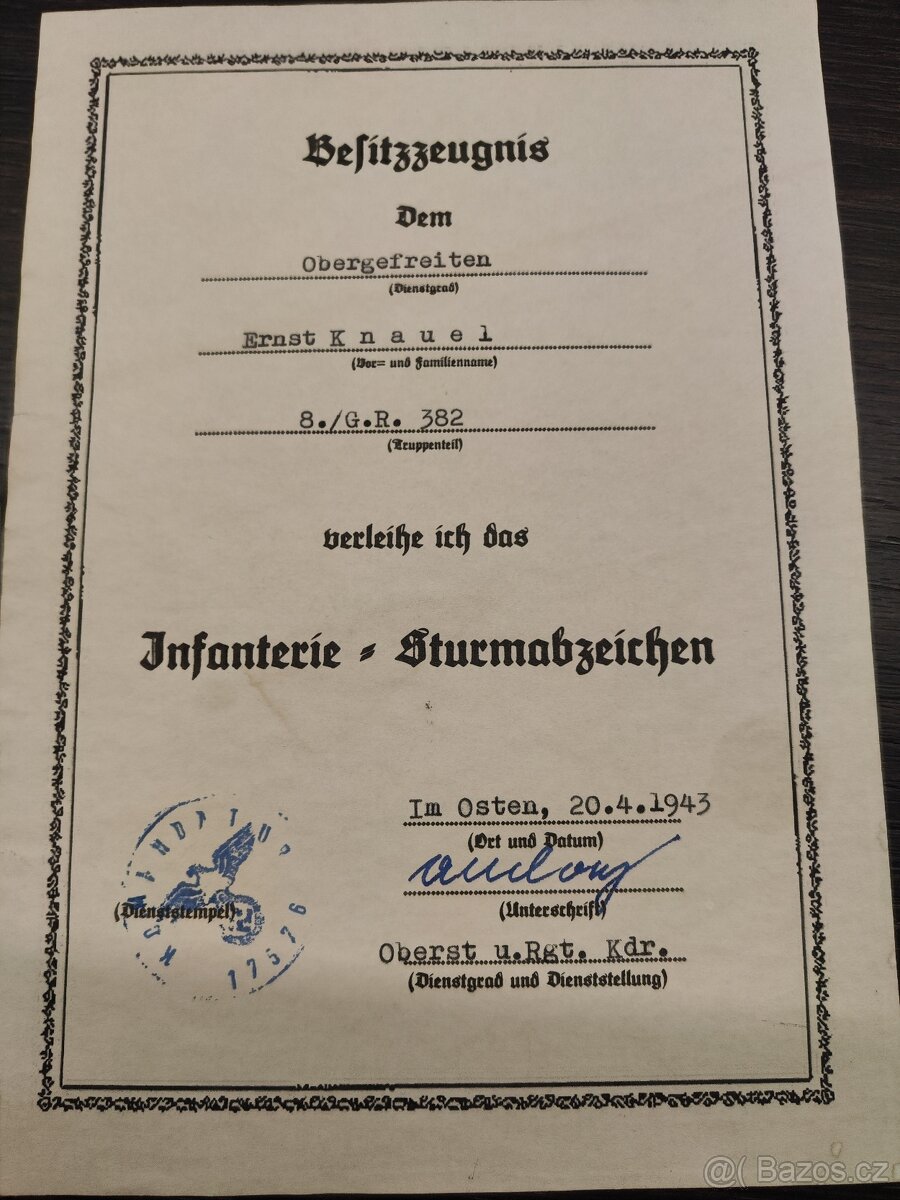 Besitzzeugnis
Dem
Obergefreiten
(Dienstgrad)
Ernst K n a u e l
(Vor= und Familienname)
8./G.R. 382
(Truppenteil)
verleihe ich das
Infanterie = Sturmabzeichen
Im Osten, 20.4.1943
(Ort und Datum)
(Dienststempel)
77576
(Unterschrift)
Oberst u.Rgt. Kdr.
(Dienstgrad und Dienststellung)
@( Bazos.cz